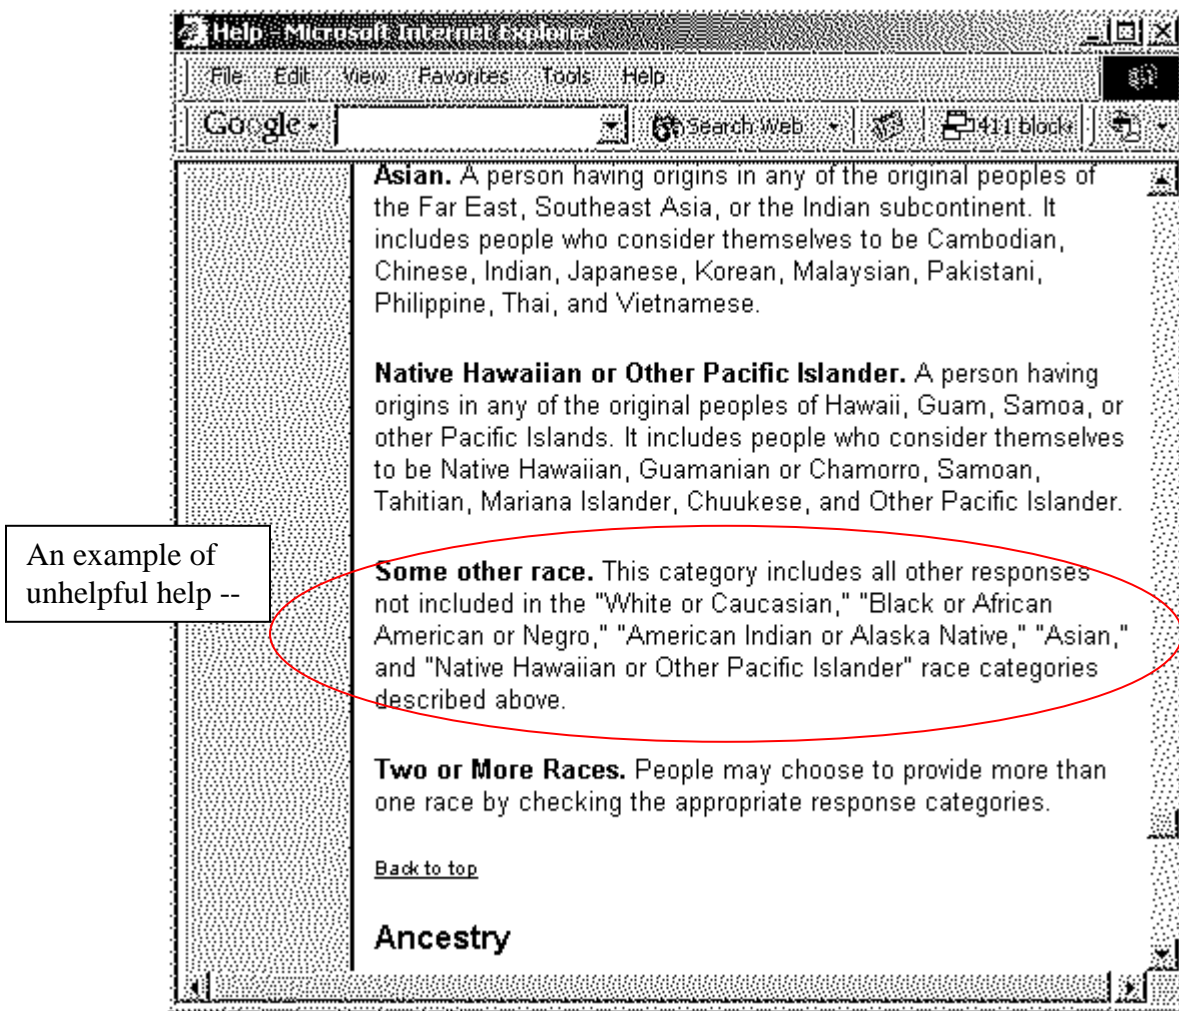 Help - Microsoft Internet Explorer
File Edit View Favorites Tools Help
Google Search Web 411 blocked
Asian. A person having origins in any of the original peoples of
the Far East, Southeast Asia, or the Indian subcontinent. It
includes people who consider themselves to be Cambodian,
Chinese, Indian, Japanese, Korean, Malaysian, Pakistani,
Philippine, Thai, and Vietnamese.
Native Hawaiian or Other Pacific Islander. A person having
origins in any of the original peoples of Hawaii, Guam, Samoa, or
other Pacific Islands. It includes people who consider themselves
to be Native Hawaiian, Guamanian or Chamorro, Samoan,
Tahitian, Mariana Islander, Chuukese, and Other Pacific Islander.
An example of
unhelpful help --
Some other race. This category includes all other responses
not included in the "White or Caucasian," "Black or African
American or Negro," "American Indian or Alaska Native," "Asian,"
and "Native Hawaiian or Other Pacific Islander" race categories
described above.
Two or More Races. People may choose to provide more than
one race by checking the appropriate response categories.
Back to top
Ancestry